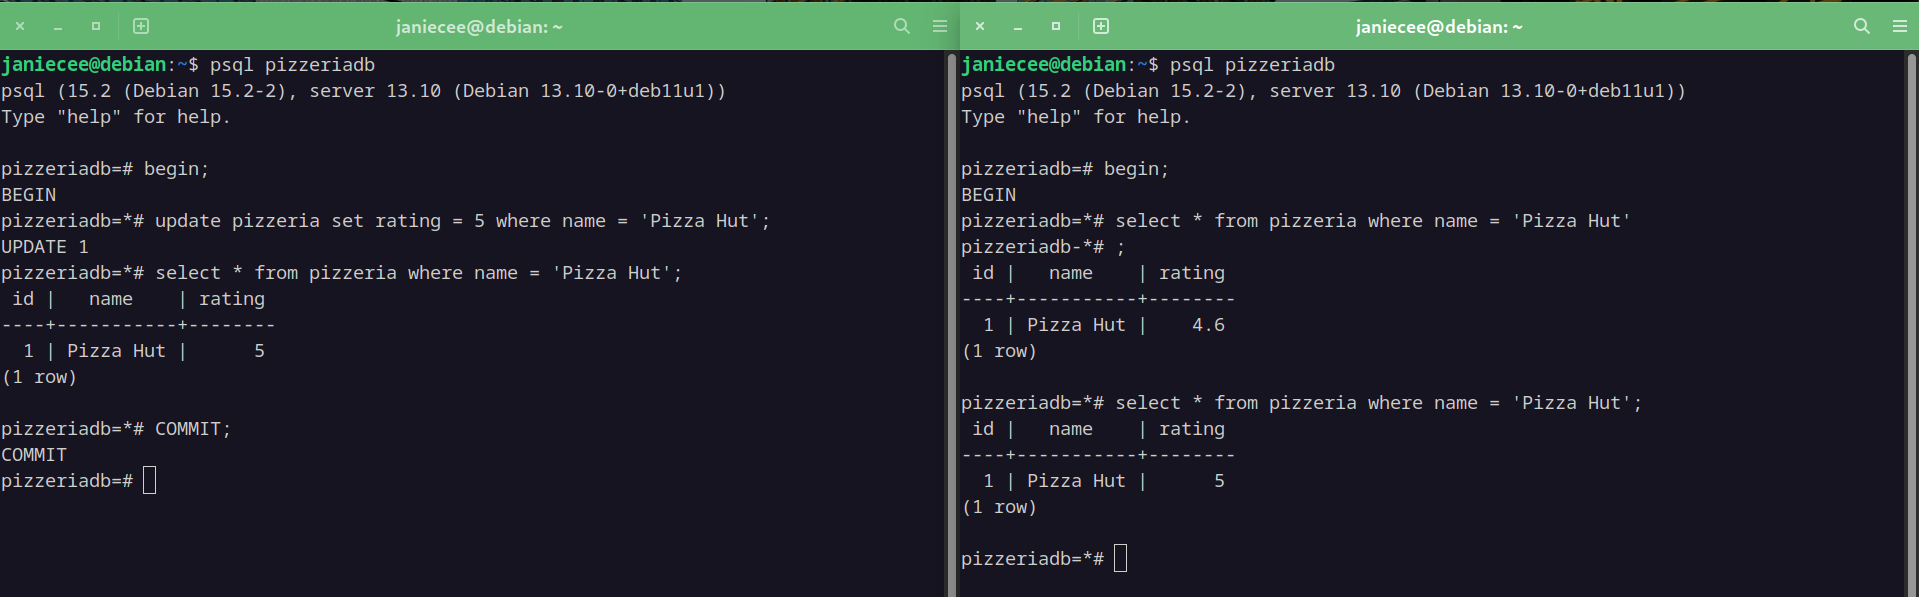 janiecee@debian: ~
janiecee@debian:~$ psql pizzeriadb
psql (15.2 (Debian 15.2-2), server 13.10 (Debian 13.10-0+deb11u1))
Type "help" for help.
pizzeriadb=# begin;
BEGIN
pizzeriadb=*# update pizzeria set rating = 5 where name = 'Pizza Hut';
UPDATE 1
pizzeriadb=*# select * from pizzeria where name = 'Pizza Hut';
 id |   name    | rating
----+-----------+--------
  1 | Pizza Hut |      5
(1 row)
pizzeriadb=*# COMMIT;
COMMIT
pizzeriadb=#
janiecee@debian: ~
janiecee@debian:~$ psql pizzeriadb
psql (15.2 (Debian 15.2-2), server 13.10 (Debian 13.10-0+deb11u1))
Type "help" for help.
pizzeriadb=# begin;
BEGIN
pizzeriadb=*# select * from pizzeria where name = 'Pizza Hut'
pizzeriadb-*# ;
 id |   name    | rating
----+-----------+--------
  1 | Pizza Hut |    4.6
(1 row)
pizzeriadb=*# select * from pizzeria where name = 'Pizza Hut';
 id |   name    | rating
----+-----------+--------
  1 | Pizza Hut |      5
(1 row)
pizzeriadb=*#